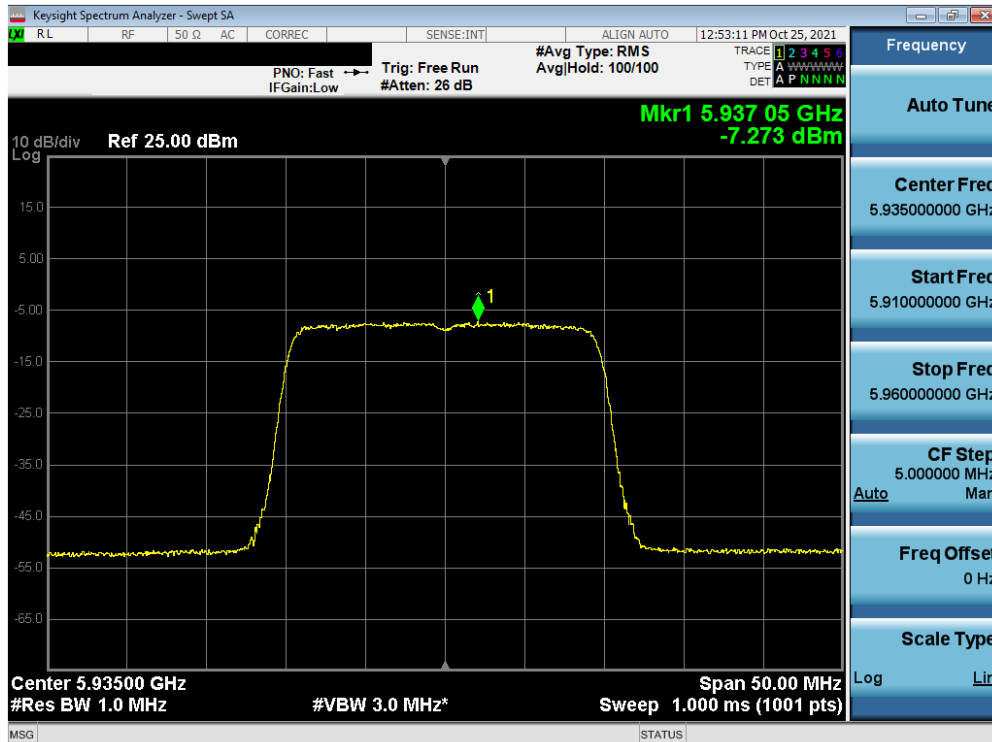 Keysight Spectrum Analyzer - Swept SA
LXI RL RF 50 Ω AC CORREC SENSE:INT ALIGN AUTO 12:53:11 PM Oct 25, 2021
Frequency
#Avg Type: RMS TRACE 1 2 3 4 5 6
PNO: Fast Trig: Free Run Avg|Hold: 100/100 TYPE A WWWWW
IFGain:Low #Atten: 26 dB DET A P N N N N
Auto Tune
Mkr1 5.937 05 GHz
10 dB/div Ref 25.00 dBm -7.273 dBm
Log
Center Freq
5.935000000 GHz
15.0
5.00
Start Freq
5.910000000 GHz
1
-5.00
Stop Freq
5.960000000 GHz
-15.0
-25.0
CF Step
5.000000 MHz
Auto Man
-35.0
-45.0
Freq Offset
0 Hz
-55.0
-65.0
Scale Type
Log Lin
Center 5.93500 GHz Span 50.00 MHz
#Res BW 1.0 MHz #VBW 3.0 MHz* Sweep 1.000 ms (1001 pts)
MSG STATUS